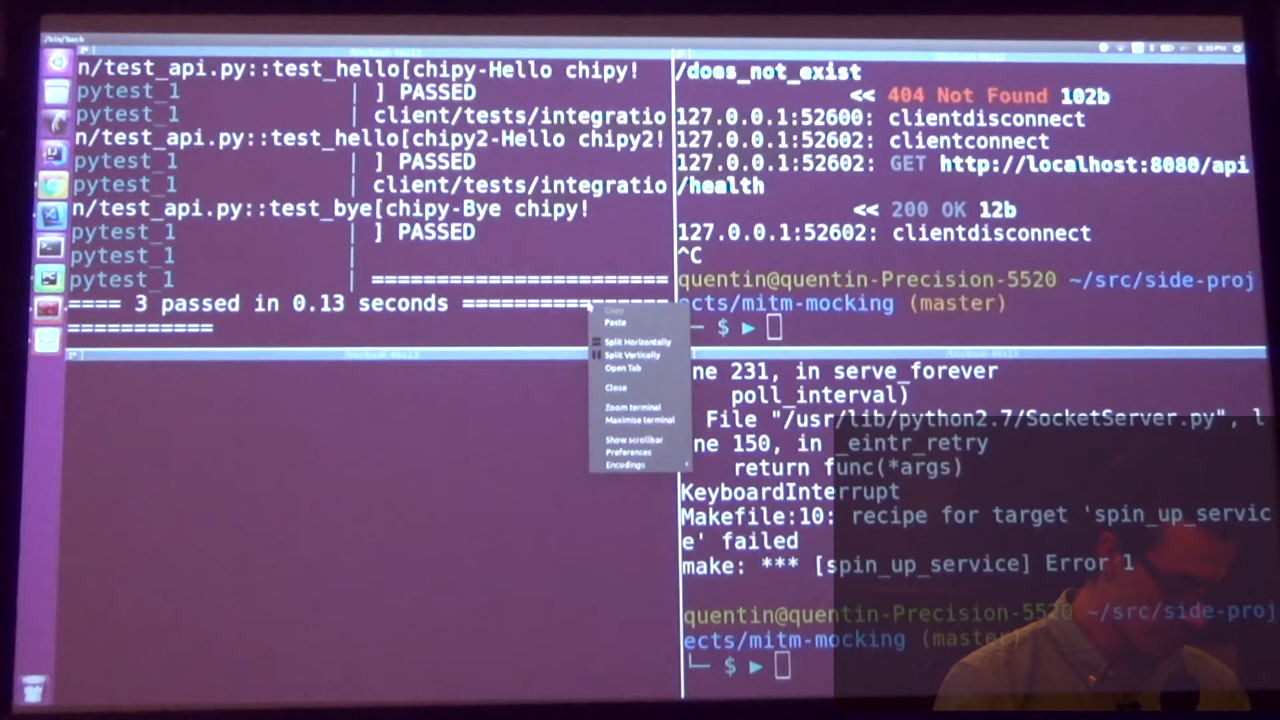 /bin/bash
n/test_api.py::test_hello[chipy-Hello chipy!
pytest_1 | ] PASSED
pytest_1 | client/tests/integratio
n/test_api.py::test_hello[chipy2-Hello chipy2!
pytest_1 | ] PASSED
pytest_1 | client/tests/integratio
n/test_api.py::test_bye[chipy-Bye chipy!
pytest_1 | ] PASSED
pytest_1 |
pytest_1 | =======================
==== 3 passed in 0.13 seconds ================
===========
/does_not_exist
<< 404 Not Found 102b
127.0.0.1:52600: clientdisconnect
127.0.0.1:52602: clientconnect
127.0.0.1:52602: GET http://localhost:8080/api
/health
<< 200 OK 12b
127.0.0.1:52602: clientdisconnect
^C
quentin@quentin-Precision-5520 ~/src/side-proj
ects/mitm-mocking (master)
─ $ ▶
Copy
Paste
Split Horizontally
Split Vertically
Open Tab
Close
Zoom terminal
Maximise terminal
Show scrollbar
Preferences
Encodings
ne 231, in serve_forever
poll_interval)
File "/usr/lib/python2.7/SocketServer.py", l
ne 150, in _eintr_retry
return func(*args)
KeyboardInterrupt
Makefile:10: recipe for target 'spin_up_servic
e' failed
make: *** [spin_up_service] Error 1
quentin@quentin-Precision-5520 ~/src/side-proj
ects/mitm-mocking (master)
└─ $ ▶